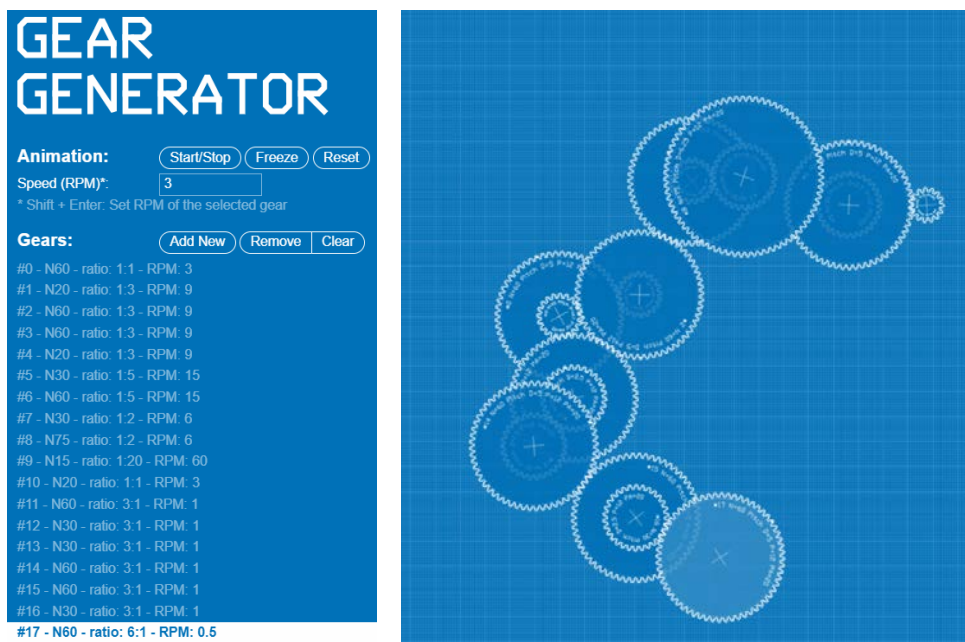 GEAR
GENERATOR
Animation:
Start/Stop
Freeze
Reset
Speed (RPM)*:
3
* Shift + Enter: Set RPM of the selected gear
Gears:
Add New
Remove
Clear
#0 - N60 - ratio: 1:1 - RPM: 3
#1 - N20 - ratio: 1:3 - RPM: 9
#2 - N60 - ratio: 1:3 - RPM: 9
#3 - N60 - ratio: 1:3 - RPM: 9
#4 - N20 - ratio: 1:3 - RPM: 9
#5 - N30 - ratio: 1:5 - RPM: 15
#6 - N60 - ratio: 1:5 - RPM: 15
#7 - N30 - ratio: 1:2 - RPM: 6
#8 - N75 - ratio: 1:2 - RPM: 6
#9 - N15 - ratio: 1:20 - RPM: 60
#10 - N20 - ratio: 1:1 - RPM: 3
#11 - N60 - ratio: 3:1 - RPM: 1
#12 - N30 - ratio: 3:1 - RPM: 1
#13 - N30 - ratio: 3:1 - RPM: 1
#14 - N60 - ratio: 3:1 - RPM: 1
#15 - N60 - ratio: 3:1 - RPM: 1
#16 - N30 - ratio: 3:1 - RPM: 1
#17 - N60 - ratio: 6:1 - RPM: 0.5